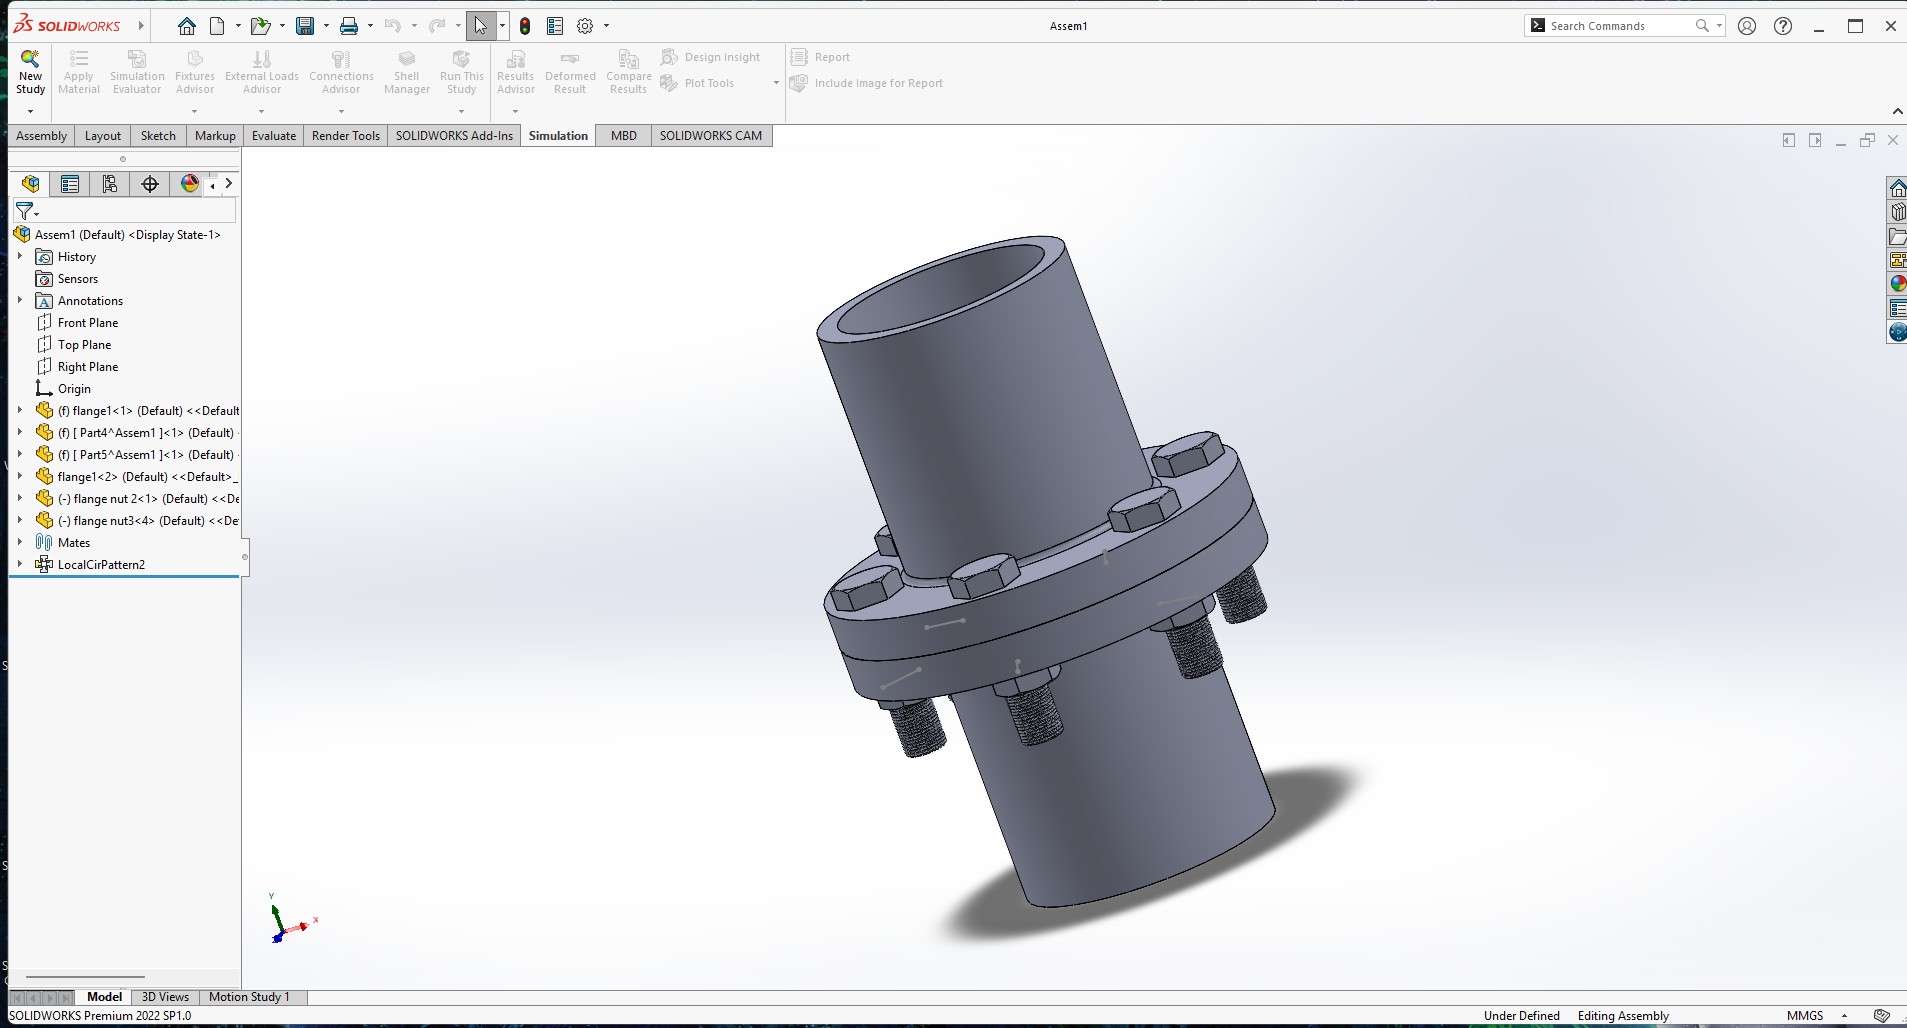 SOLIDWORKS
Assem1
Search Commands
New Study
Apply Material
Simulation Evaluator
Fixtures Advisor
External Loads Advisor
Connections Advisor
Shell Manager
Run This Study
Results Advisor
Deformed Result
Compare Results
Design Insight
Plot Tools
Report
Include Image for Report
Assembly Layout Sketch Markup Evaluate Render Tools SOLIDWORKS Add-Ins Simulation MBD SOLIDWORKS CAM
Assem1 (Default) <Display State-1>
History
Sensors
Annotations
Front Plane
Top Plane
Right Plane
Origin
(f) flange1<1> (Default) <<Default
(f) [ Part4^Assem1 ]<1> (Default)
(f) [ Part5^Assem1 ]<1> (Default)
flange1<2> (Default) <<Default>_
(-) flange nut 2<1> (Default) <<De
(-) flange nut3<4> (Default) <<De
Mates
LocalCirPattern2
Y
X
Model 3D Views Motion Study 1
SOLIDWORKS Premium 2022 SP1.0
Under Defined Editing Assembly MMGS